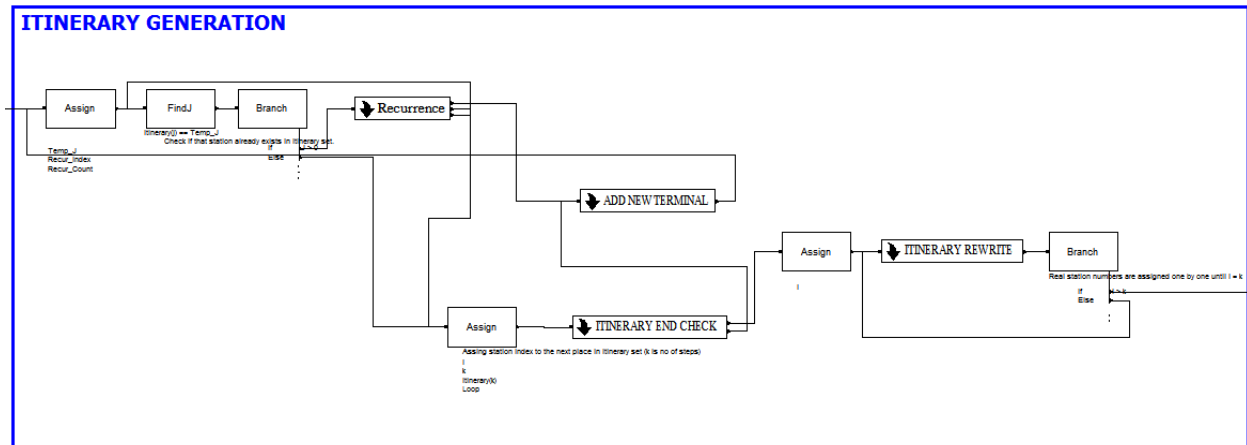 ITINERARY GENERATION
Assign
FindJ
Branch
Recurrence
Itinerary(j) == Temp_J
Check if that station already exists in itinerary set.
If
> 0
Else
Temp_J
Recur_Index
Recur_Count
ADD NEW TERMINAL
Assign
ITINERARY REWRITE
Branch
Real station numbers are assigned one by one until I = k
I
If
I > k
Else
Assign
ITINERARY END CHECK
Assing station index to the next place in itinerary set (k is no of steps)
I
k
Itinerary(k)
Loop